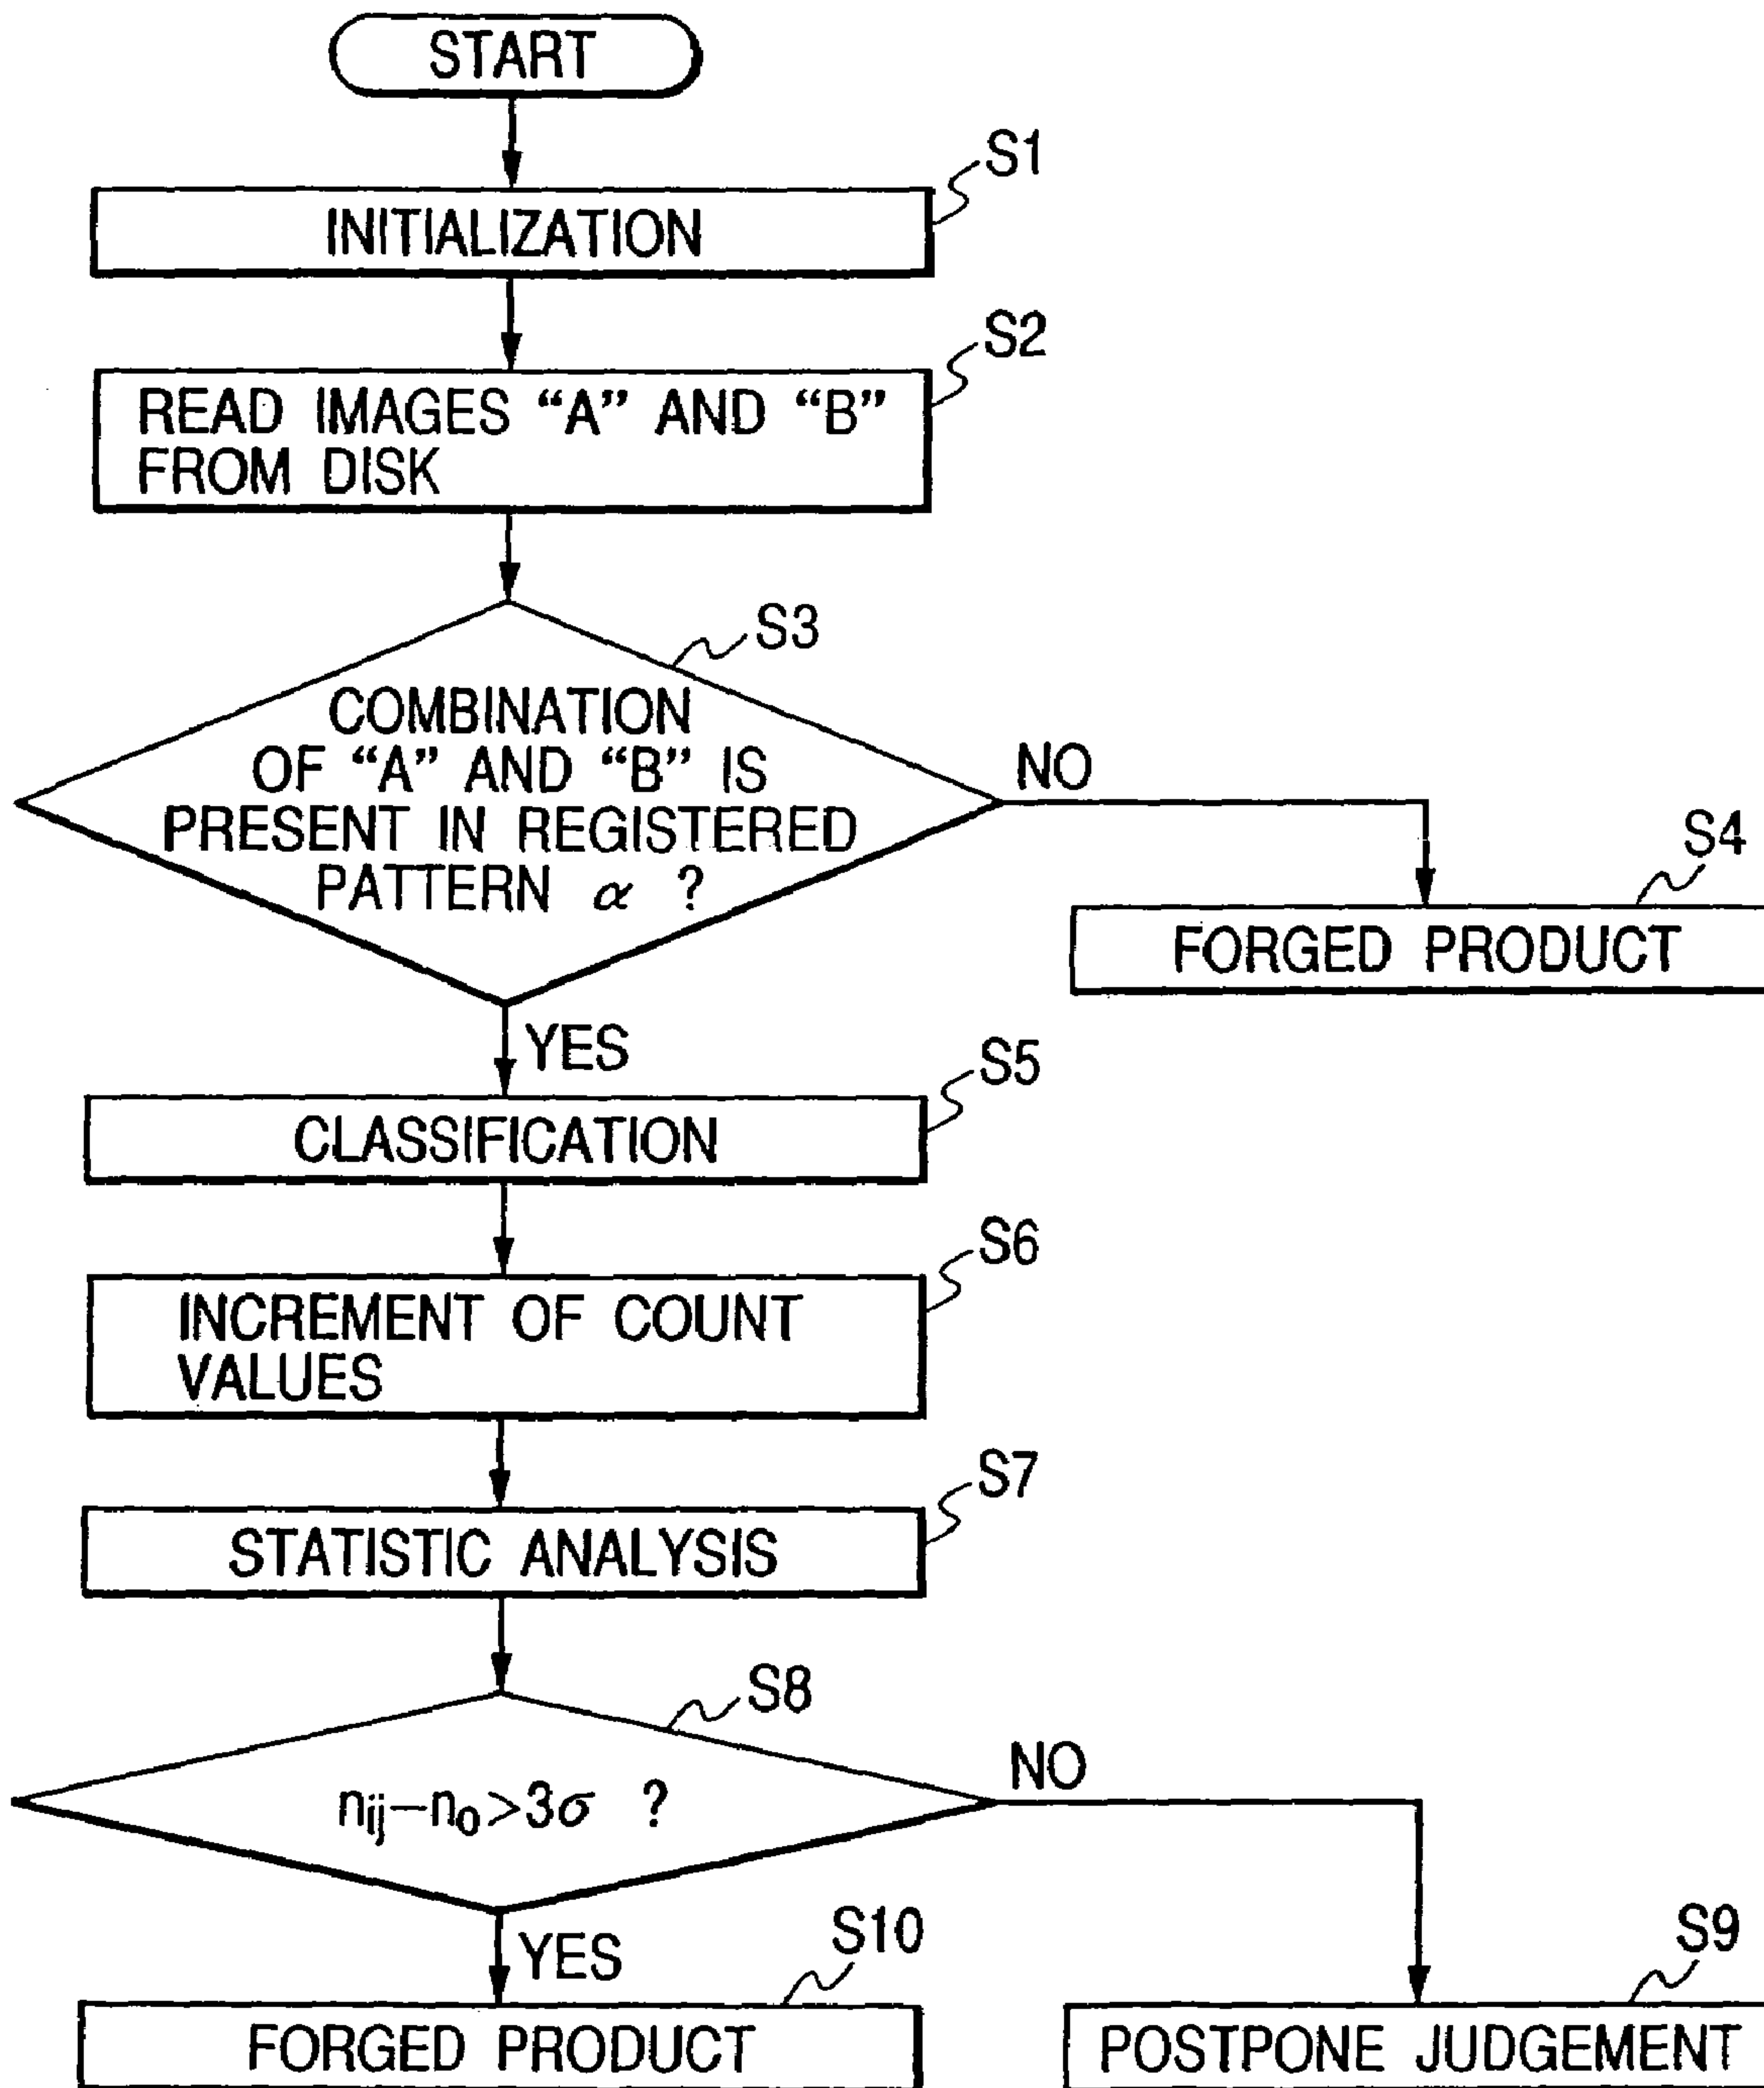 START
S1
INITIALIZATION
S2
READ IMAGES “A” AND “B”
FROM DISK
S3
COMBINATION
OF “A” AND “B” IS
PRESENT IN REGISTERED
PATTERN α ?
NO
S4
FORGED PRODUCT
YES
S5
CLASSIFICATION
S6
INCREMENT OF COUNT
VALUES
S7
STATISTIC ANALYSIS
S8
nij−no>3σ ?
NO
YES
S10
FORGED PRODUCT
S9
POSTPONE JUDGEMENT